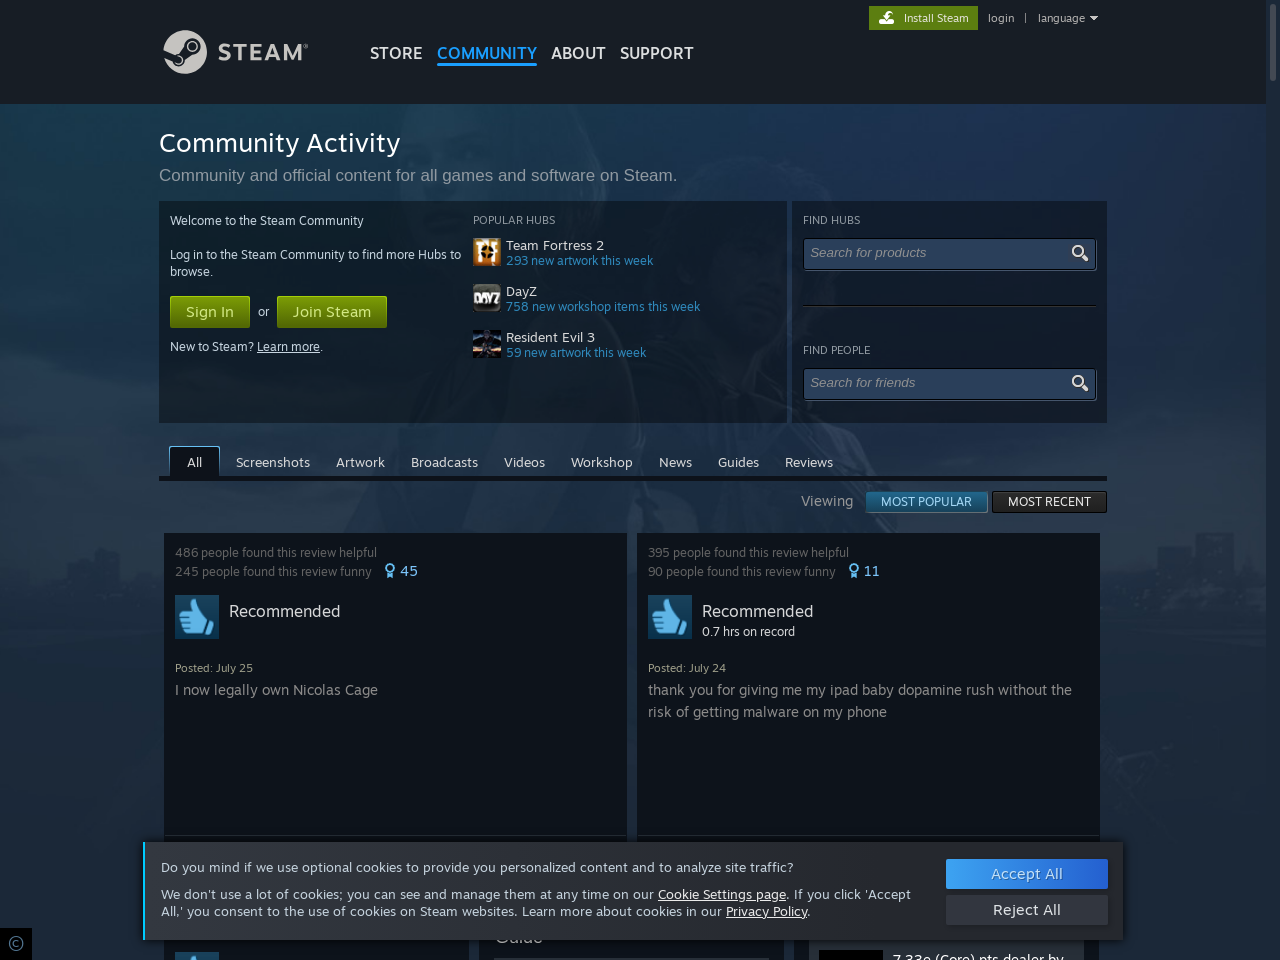 Install Steam
login | language
STEAM®
STORE COMMUNITY ABOUT SUPPORT
Community Activity
Community and official content for all games and software on Steam.
Welcome to the Steam Community
Log in to the Steam Community to find more Hubs to
browse.
Sign In or Join Steam
New to Steam? Learn more.
POPULAR HUBS
Team Fortress 2
293 new artwork this week
DAYZ
DayZ
758 new workshop items this week
Resident Evil 3
59 new artwork this week
FIND HUBS
Search for products
FIND PEOPLE
Search for friends
All Screenshots Artwork Broadcasts Videos Workshop News Guides Reviews
Viewing MOST POPULAR MOST RECENT
486 people found this review helpful
245 people found this review funny 45
Recommended
Posted: July 25
I now legally own Nicolas Cage
395 people found this review helpful
90 people found this review funny 11
Recommended
0.7 hrs on record
Posted: July 24
thank you for giving me my ipad baby dopamine rush without the
risk of getting malware on my phone
Do you mind if we use optional cookies to provide you personalized content and to analyze site traffic?
We don't use a lot of cookies; you can see and manage them at any time on our Cookie Settings page. If you click 'Accept
All,' you consent to the use of cookies on Steam websites. Learn more about cookies in our Privacy Policy.
Accept All
Reject All
Guide
7.33e (Core) pts dealer by
©